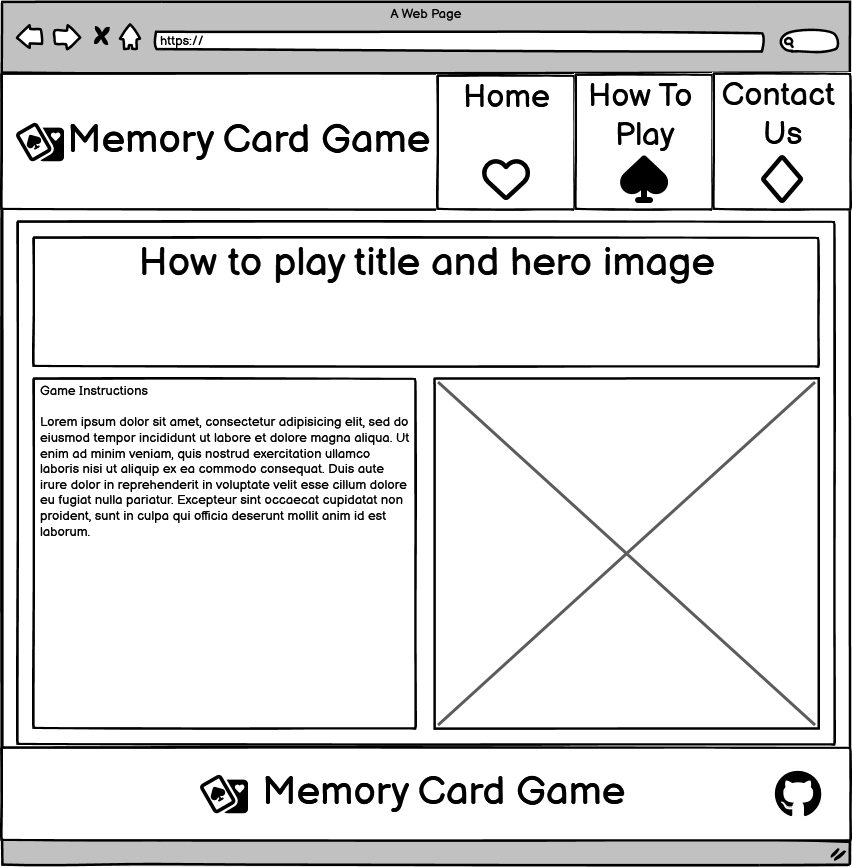 A Web Page
https://
Memory Card Game
Home
How To
Play
Contact
Us
How to play title and hero image
Game Instructions
Lorem ipsum dolor sit amet, consectetur adipisicing elit, sed do
eiusmod tempor incididunt ut labore et dolore magna aliqua. Ut
enim ad minim veniam, quis nostrud exercitation ullamco
laboris nisi ut aliquip ex ea commodo consequat. Duis aute
irure dolor in reprehenderit in voluptate velit esse cillum dolore
eu fugiat nulla pariatur. Excepteur sint occaecat cupidatat non
proident, sunt in culpa qui officia deserunt mollit anim id est
laborum.
Memory Card Game